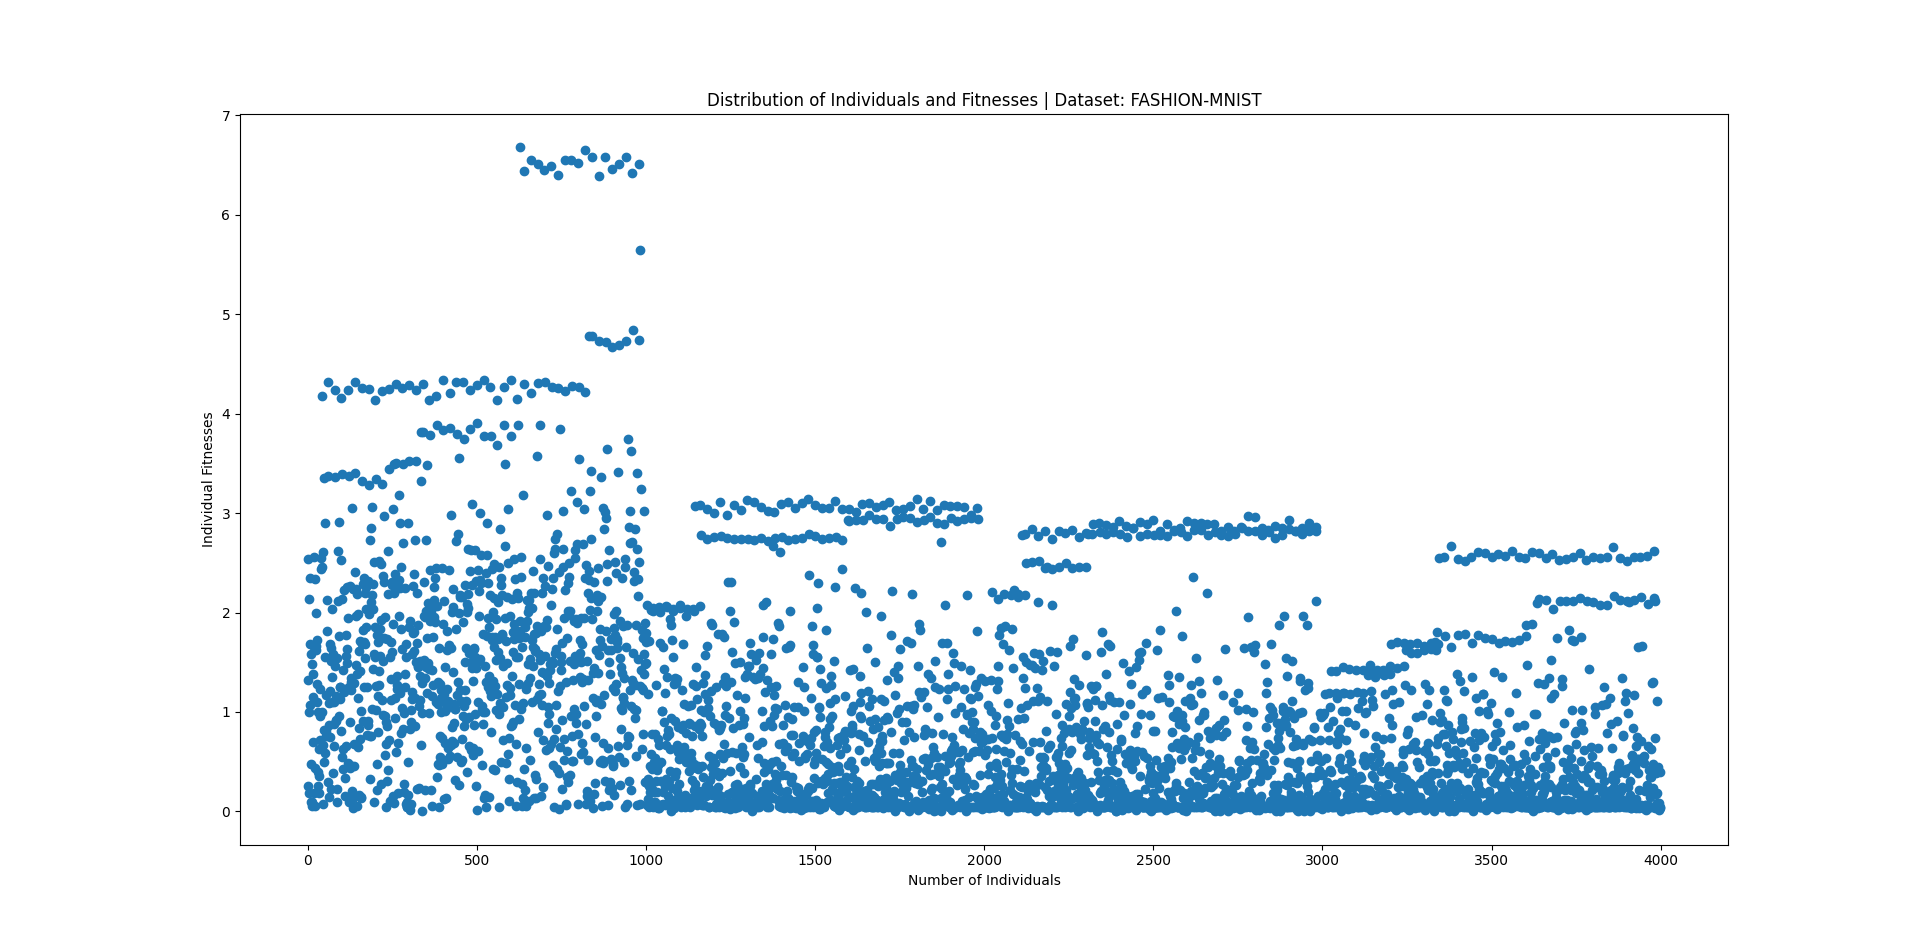 Distribution of Individuals and Fitnesses | Dataset: FASHION-MNIST
7
6
5
4
3
2
1
0
Individual Fitnesses
0 500 1000 1500 2000 2500 3000 3500 4000
Number of Individuals